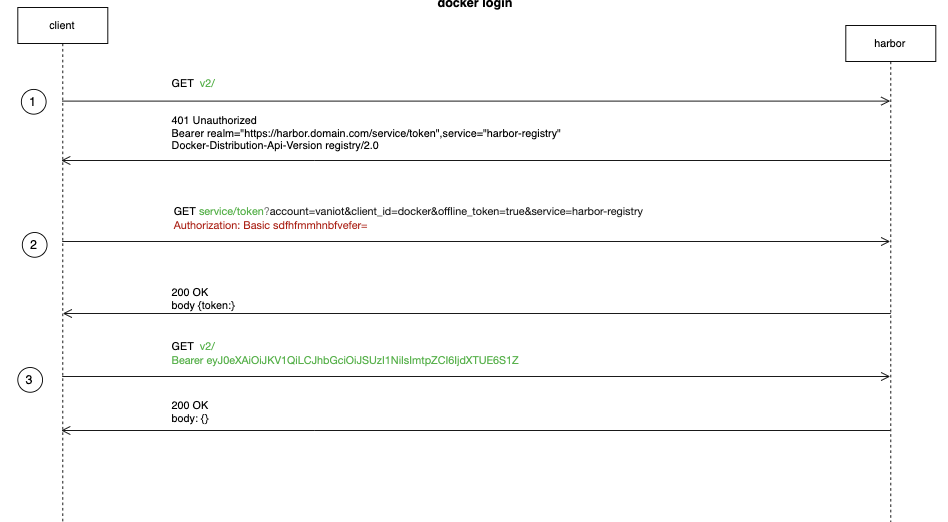 docker login
client
harbor
GET v2/
1
401 Unauthorized
Bearer realm="https://harbor.domain.com/service/token",service="harbor-registry"
Docker-Distribution-Api-Version registry/2.0
GET service/token?account=vaniot&client_id=docker&offline_token=true&service=harbor-registry
Authorization: Basic sdfhfmmhnbfvefer=
2
200 OK
body {token:}
GET v2/
Bearer eyJ0eXAiOiJKV1QiLCJhbGciOiJSUzI1NiIsImtpZCI6IjdXTUE6S1Z
3
200 OK
body: {}